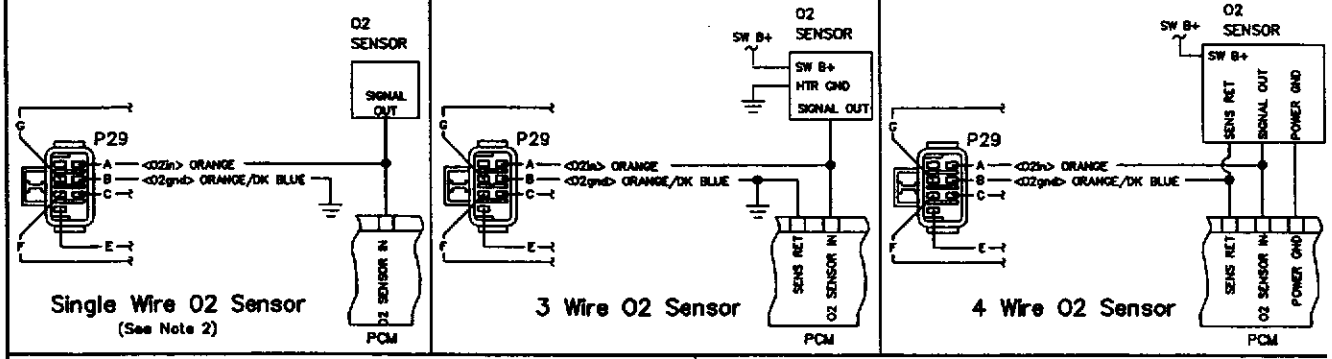 O2
SENSOR
SIGNAL
OUT
G
P29
A <O2in> ORANGE
B <O2gnd> ORANGE/DK BLUE
C
F
E
O2 SENSOR IN
PCM
Single Wire O2 Sensor
(See Note 2)
O2
SENSOR
SW B+
SW B+
HTR GND
SIGNAL OUT
G
P29
A <O2in> ORANGE
B <O2gnd> ORANGE/DK BLUE
C
F
E
SENS RET
O2 SENSOR IN
PCM
3 Wire O2 Sensor
O2
SENSOR
SW B+
SW B+
SENS RET
SIGNAL OUT
POWER GND
G
P29
A <O2in> ORANGE
B <O2gnd> ORANGE/DK BLUE
C
F
E
SENS RET
O2 SENSOR IN
POWER GND
PCM
4 Wire O2 Sensor